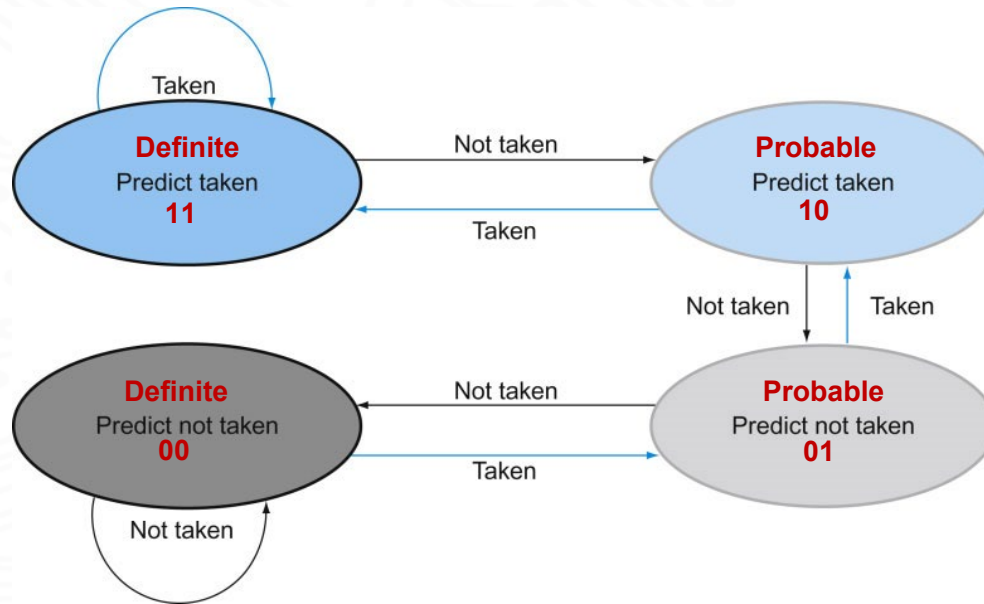 Taken
Definite
Predict taken
11
Not taken
Taken
Probable
Predict taken
10
Not taken
Taken
Definite
Predict not taken
00
Not taken
Taken
Probable
Predict not taken
01
Not taken